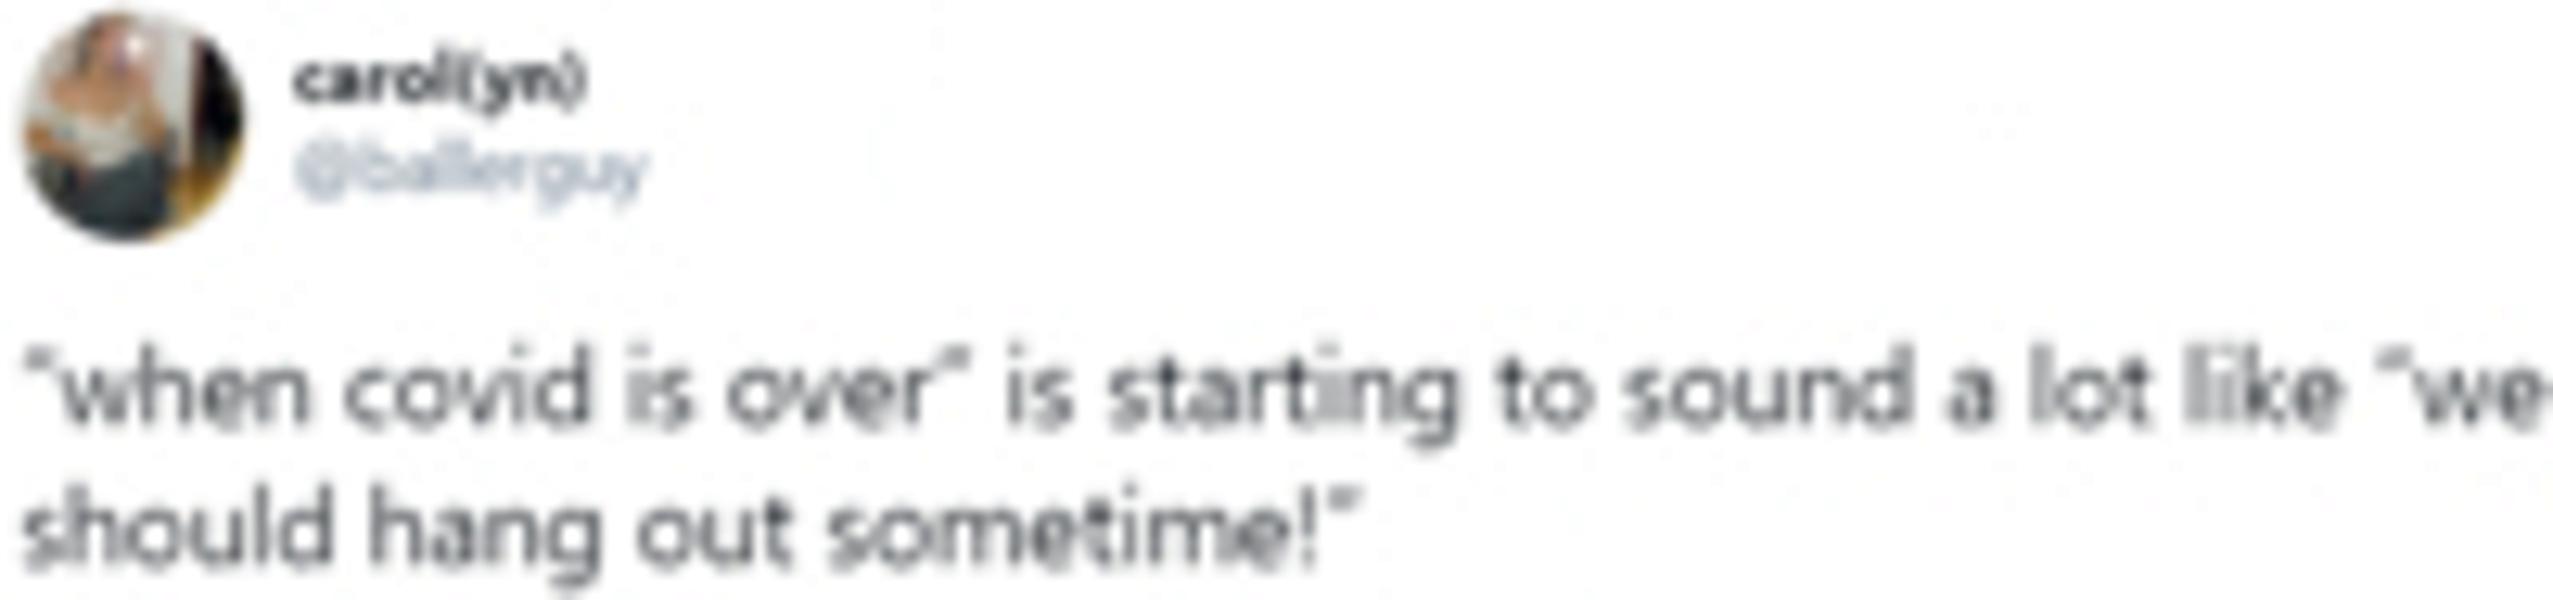 carol(yn)
@ballerguy
“when covid is over” is starting to sound a lot like “we
should hang out sometime!”